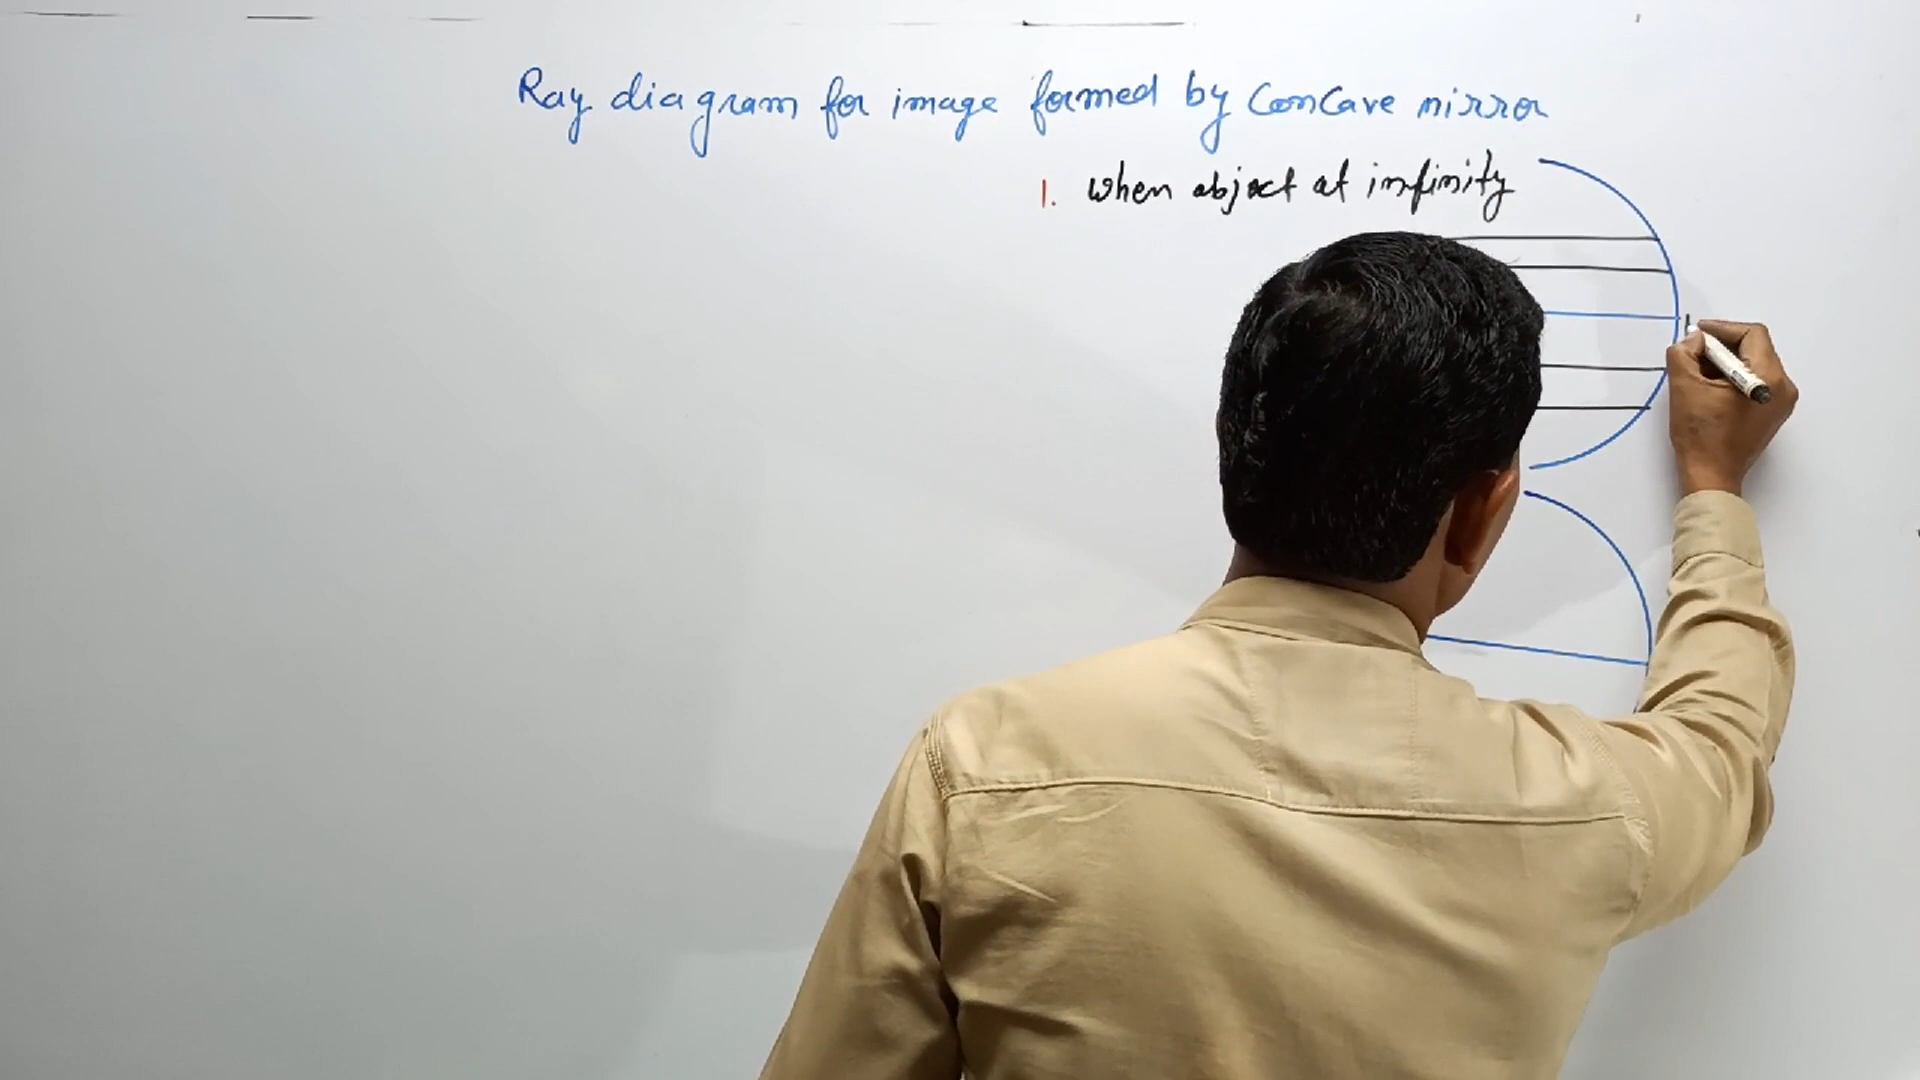 Ray diagram for image formed by Concave mirror
1. When object at infinity